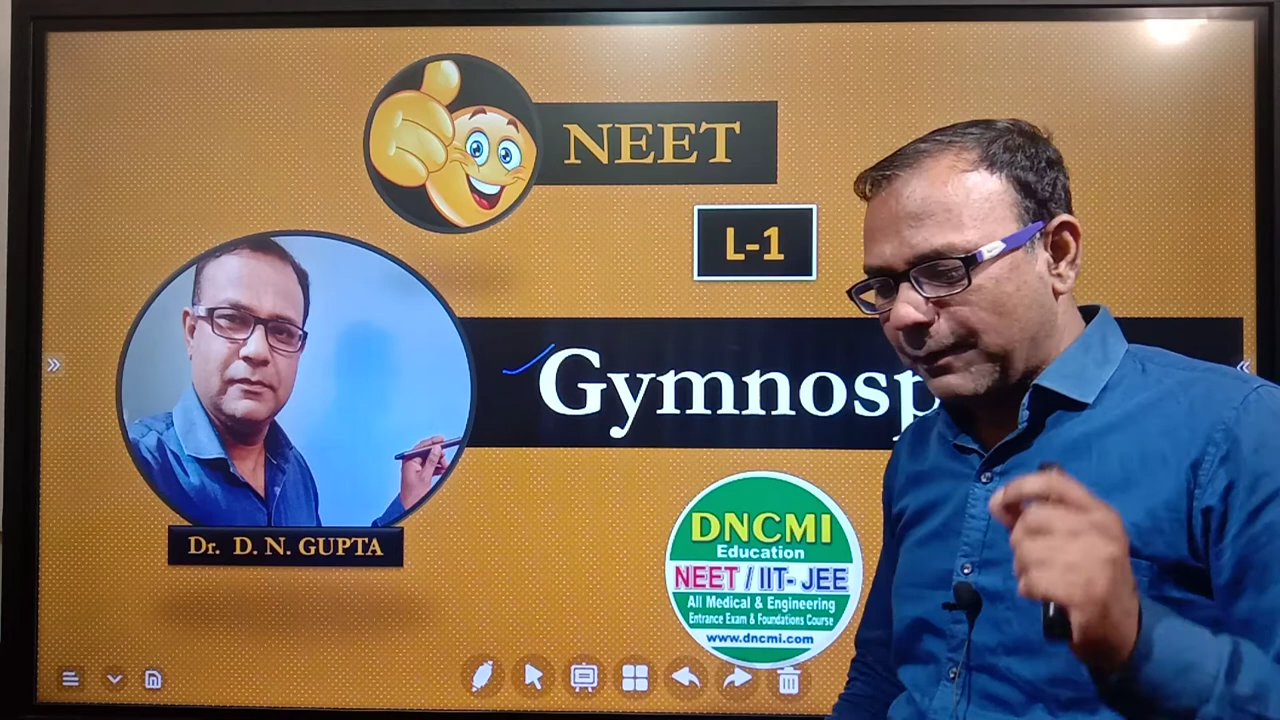 NEET
L-1
Gymnosp
Dr. D. N. GUPTA
DNCMI
Education
NEET / IIT- JEE
All Medical & Engineering
Entrance Exam & Foundations Course
www.dncmi.com